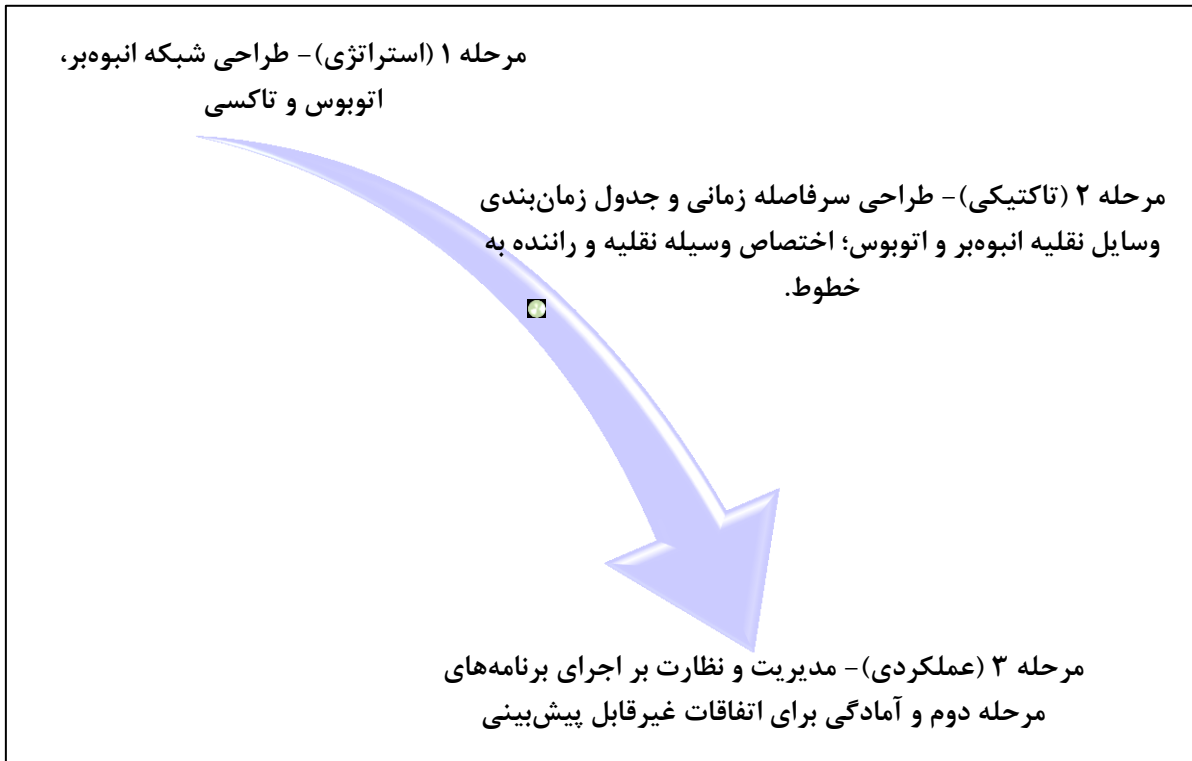 مرحله ۱ (استراتژی)- طراحی شبکه انبوه‌بر،
اتوبوس و تاکسی
مرحله ۲ (تاکتیکی)- طراحی سرفاصله زمانی و جدول زمان‌بندی
وسایل نقلیه انبوه‌بر و اتوبوس؛ اختصاص وسیله نقلیه و راننده به
خطوط.
مرحله ۳ (عملکردی)- مدیریت و نظارت بر اجرای برنامه‌های
مرحله دوم و آمادگی برای اتفاقات غیرقابل پیش‌بینی